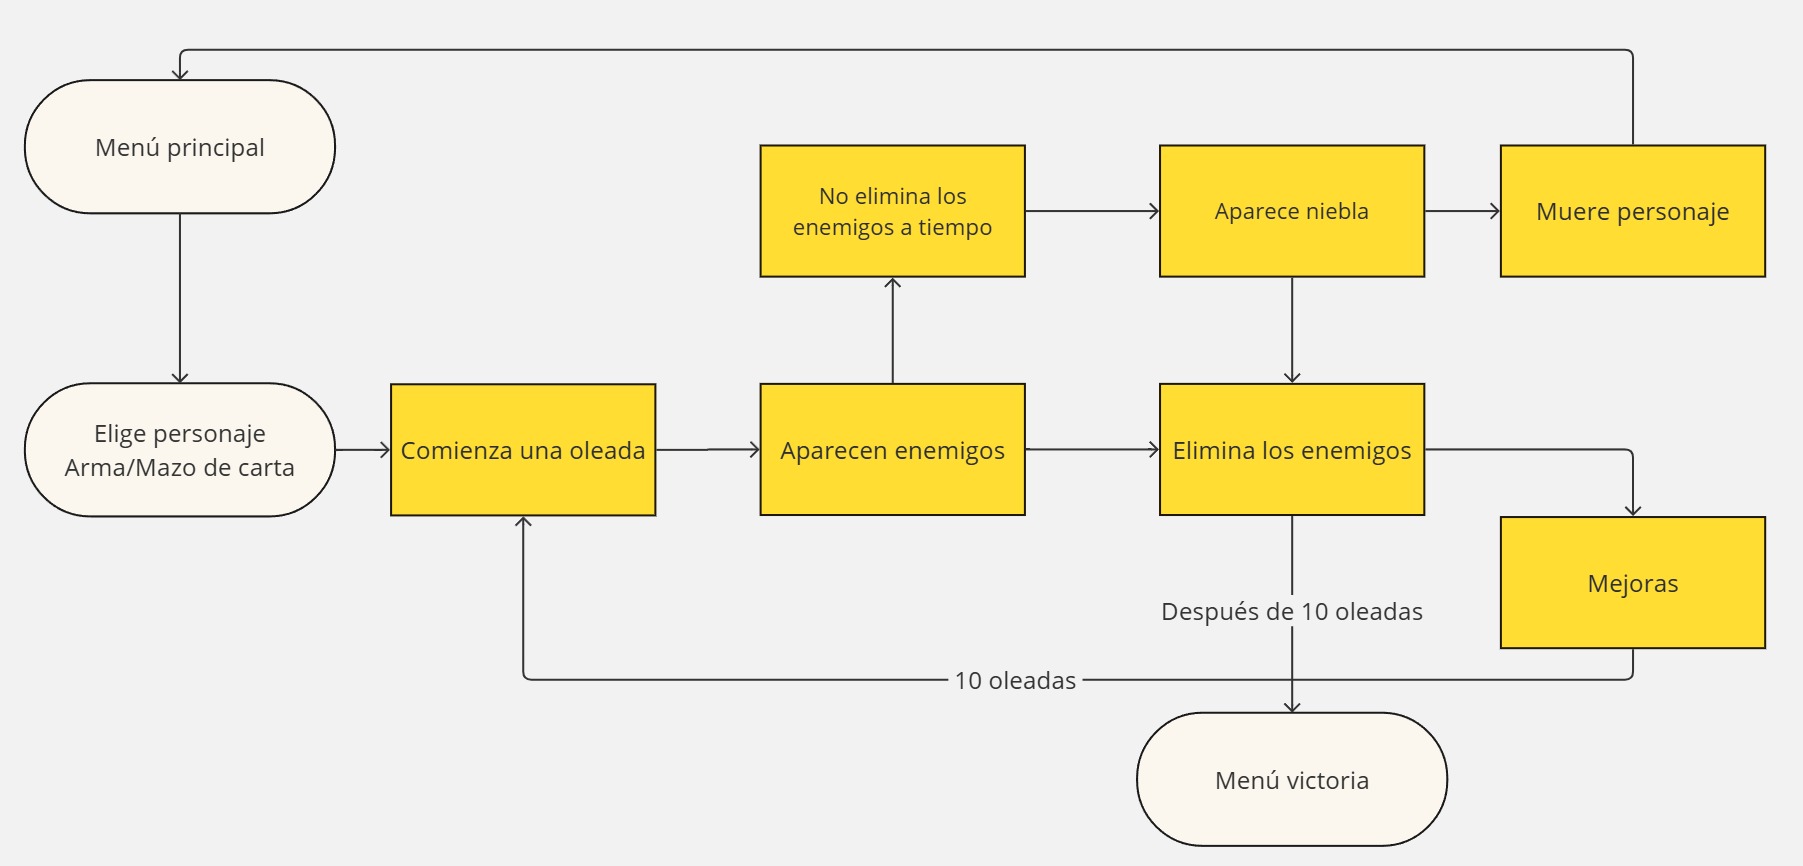 Menú principal
No elimina los
enemigos a tiempo
Aparece niebla
Muere personaje
Elige personaje
Arma/Mazo de carta
Comienza una oleada
Aparecen enemigos
Elimina los enemigos
Mejoras
Después de 10 oleadas
10 oleadas
Menú victoria